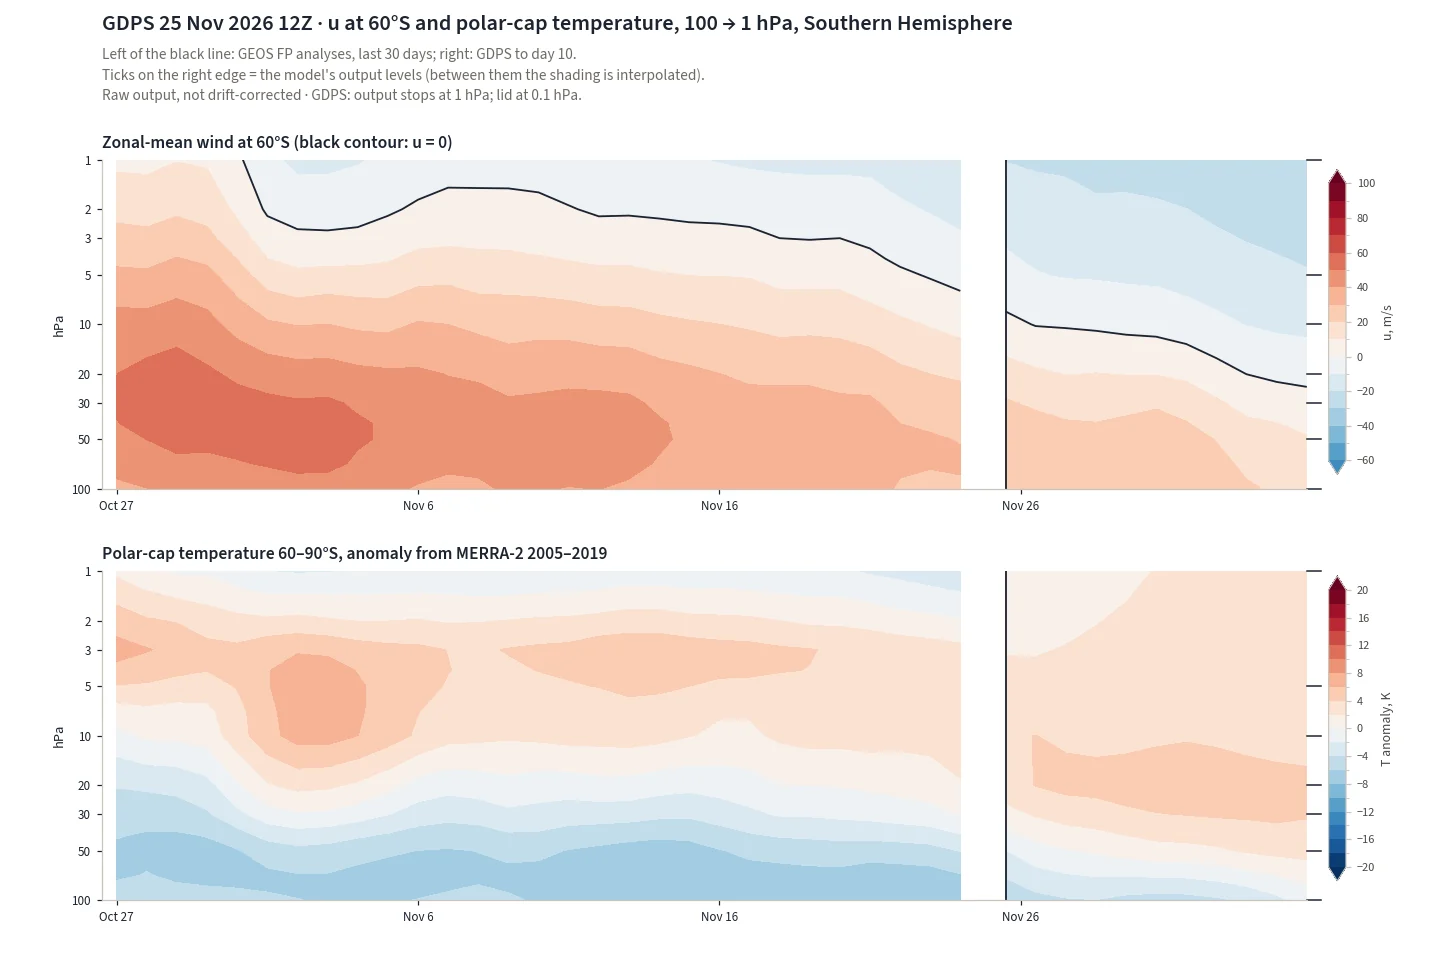 GDPS 25 Nov 2026 12Z · u at 60°S and polar-cap temperature, 100 → 1 hPa, Southern Hemisphere
Left of the black line: GEOS FP analyses, last 30 days; right: GDPS to day 10.
Ticks on the right edge = the model's output levels (between them the shading is interpolated).
Raw output, not drift-corrected · GDPS: output stops at 1 hPa; lid at 0.1 hPa.
Zonal-mean wind at 60°S (black contour: u = 0)
1
2
3
5
10
20
30
50
100
hPa
Oct 27
Nov 6
Nov 16
Nov 26
100
80
60
40
20
0
−20
−40
−60
u, m/s
Polar-cap temperature 60–90°S, anomaly from MERRA-2 2005–2019
1
2
3
5
10
20
30
50
100
hPa
Oct 27
Nov 6
Nov 16
Nov 26
20
16
12
8
4
0
−4
−8
−12
−16
−20
T anomaly, K